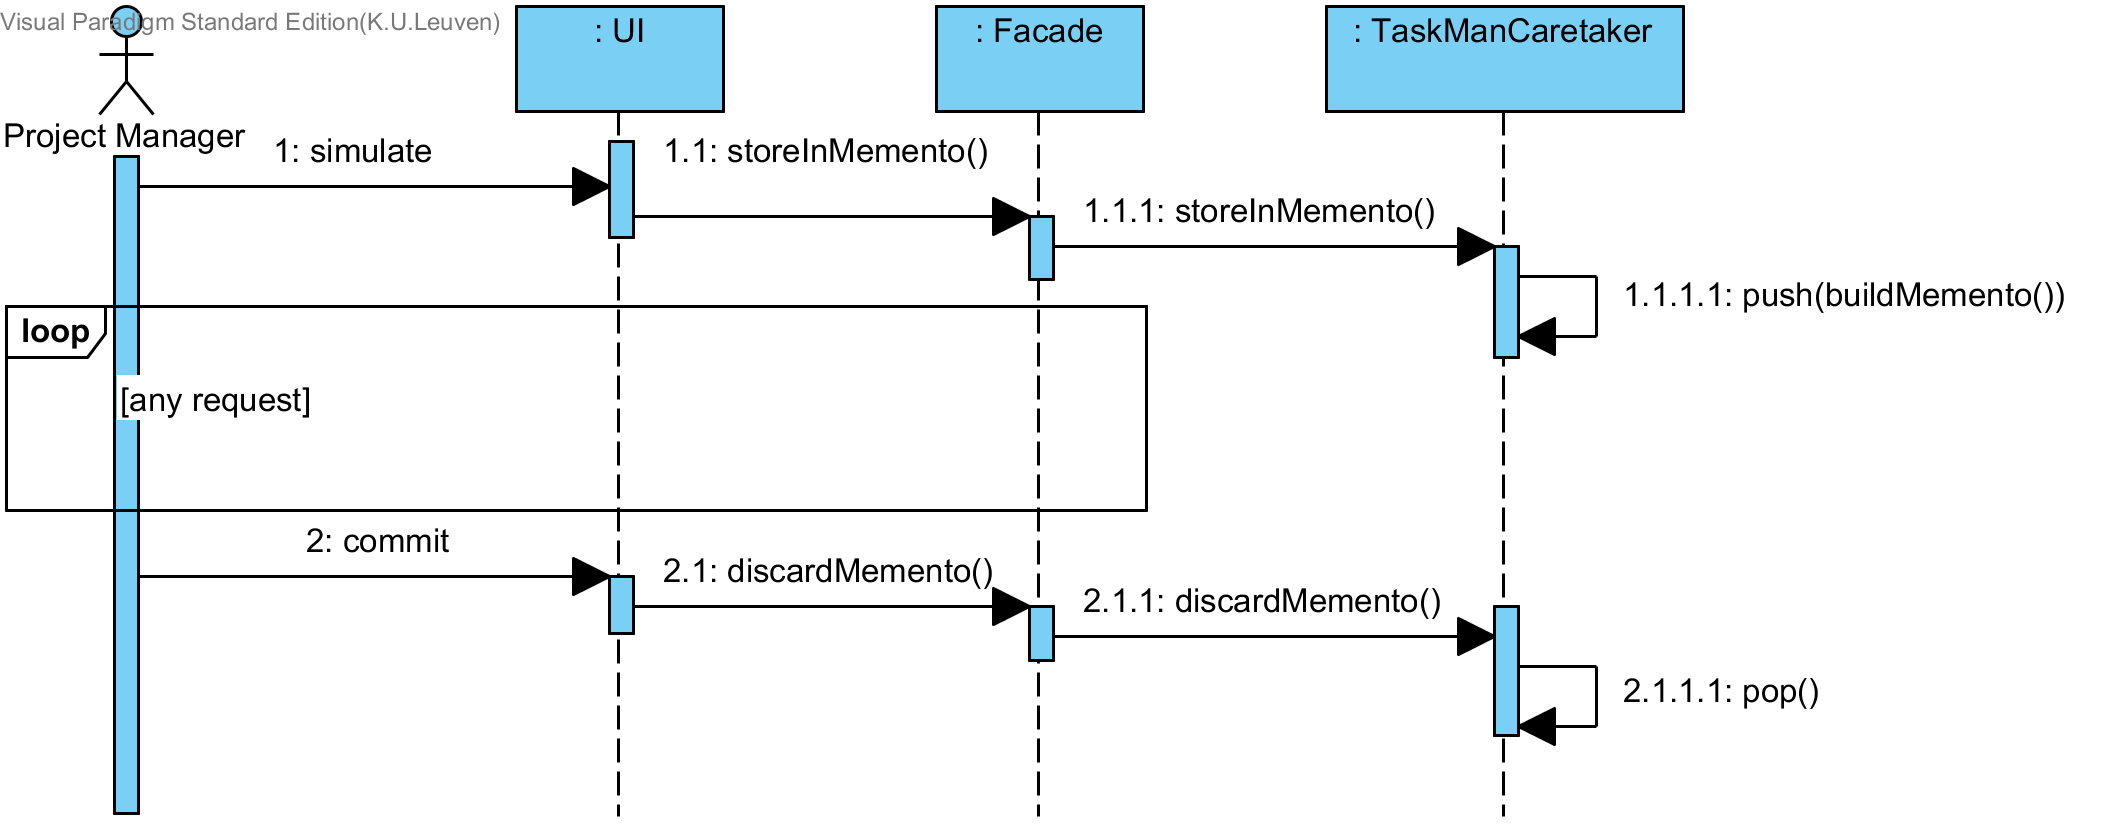 Visual Paradigm Standard Edition(K.U.Leuven)
: UI
: Facade
: TaskManCaretaker
Project Manager
1: simulate
1.1: storeInMemento()
1.1.1: storeInMemento()
1.1.1.1: push(buildMemento())
loop
[any request]
2: commit
2.1: discardMemento()
2.1.1: discardMemento()
2.1.1.1: pop()